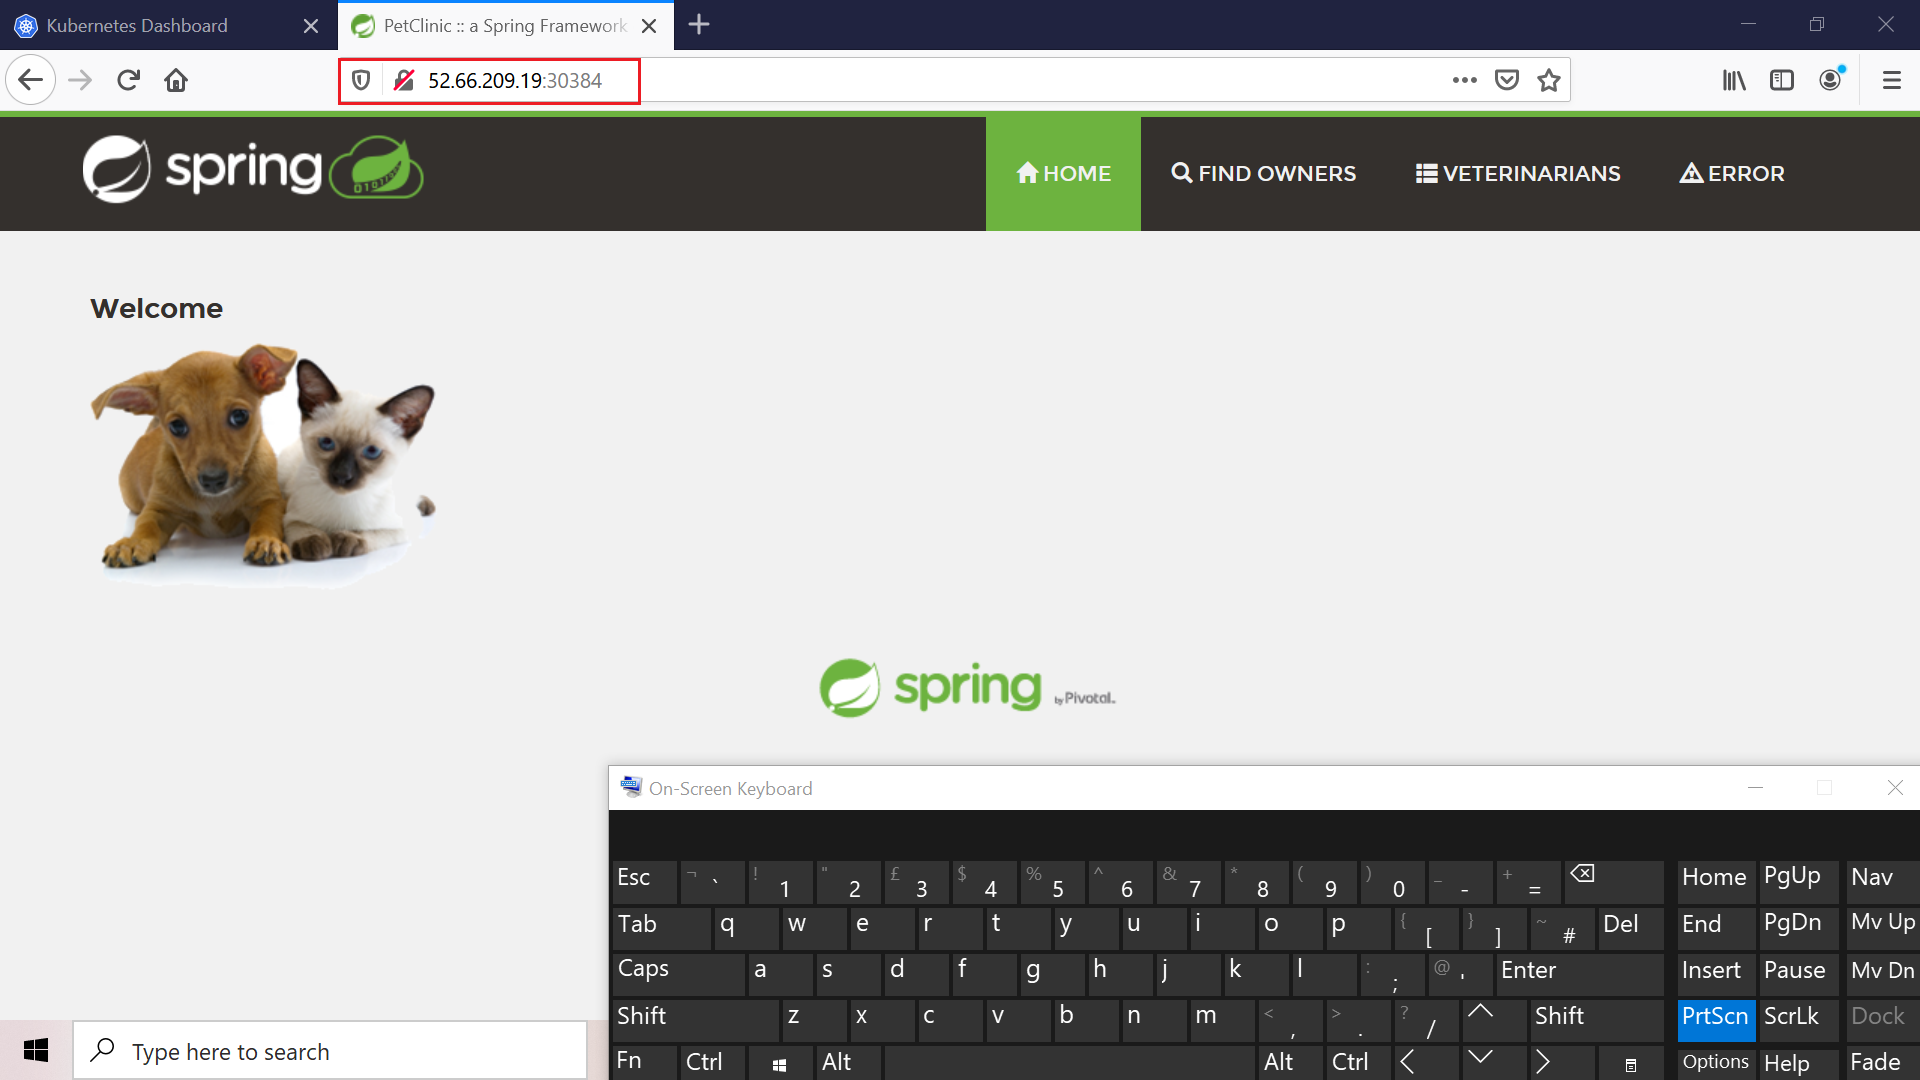 Kubernetes Dashboard
PetClinic :: a Spring Framework
52.66.209.19:30384
spring
HOME FIND OWNERS VETERINARIANS ERROR
Welcome
spring by Pivotal
On-Screen Keyboard
Esc ¬ ` ! 1 " 2 £ 3 $ 4 % 5 ^ 6 & 7 * 8 ( 9 ) 0 _ - + = Home PgUp Nav
Tab q w e r t y u i o p { [ } ] ~ # Del End PgDn Mv Up
Caps a s d f g h j k l : ; @ ' Enter Insert Pause Mv Dn
Shift z x c v b n m < , > . ? / Shift PrtScn ScrLk Dock
Fn Ctrl Alt Alt Ctrl Options Help Fade
Type here to search